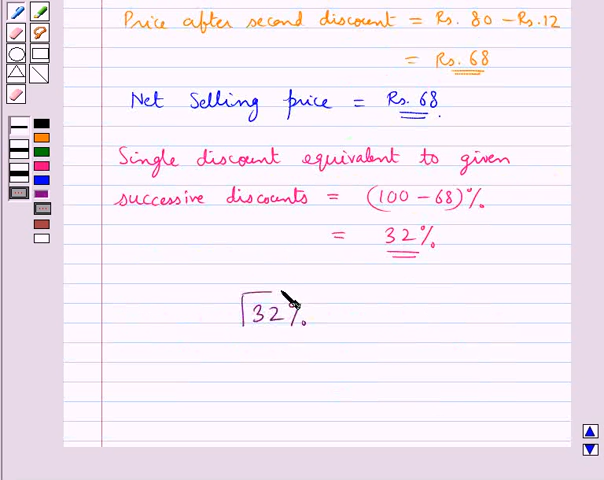 Price after second discount = Rs. 80 - Rs. 12
= Rs. 68
Net Selling price = Rs. 68.
Single discount equivalent to given
successive discounts = (100 - 68)%
= 32%
32%